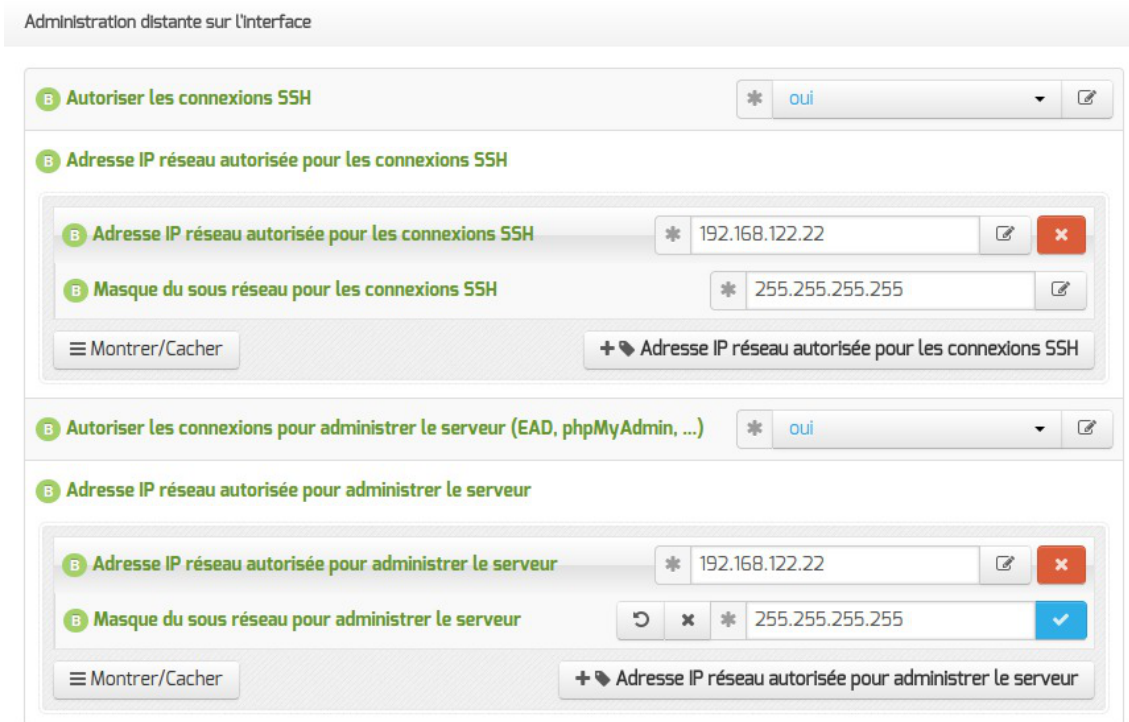 Administration distante sur l'interface
B Autoriser les connexions SSH oui
B Adresse IP réseau autorisée pour les connexions SSH
B Adresse IP réseau autorisée pour les connexions SSH 192.168.122.22
B Masque du sous réseau pour les connexions SSH 255.255.255.255
Montrer/Cacher + Adresse IP réseau autorisée pour les connexions SSH
B Autoriser les connexions pour administrer le serveur (EAD, phpMyAdmin, ...) oui
B Adresse IP réseau autorisée pour administrer le serveur
B Adresse IP réseau autorisée pour administrer le serveur 192.168.122.22
B Masque du sous réseau pour administrer le serveur 255.255.255.255
Montrer/Cacher + Adresse IP réseau autorisée pour administrer le serveur